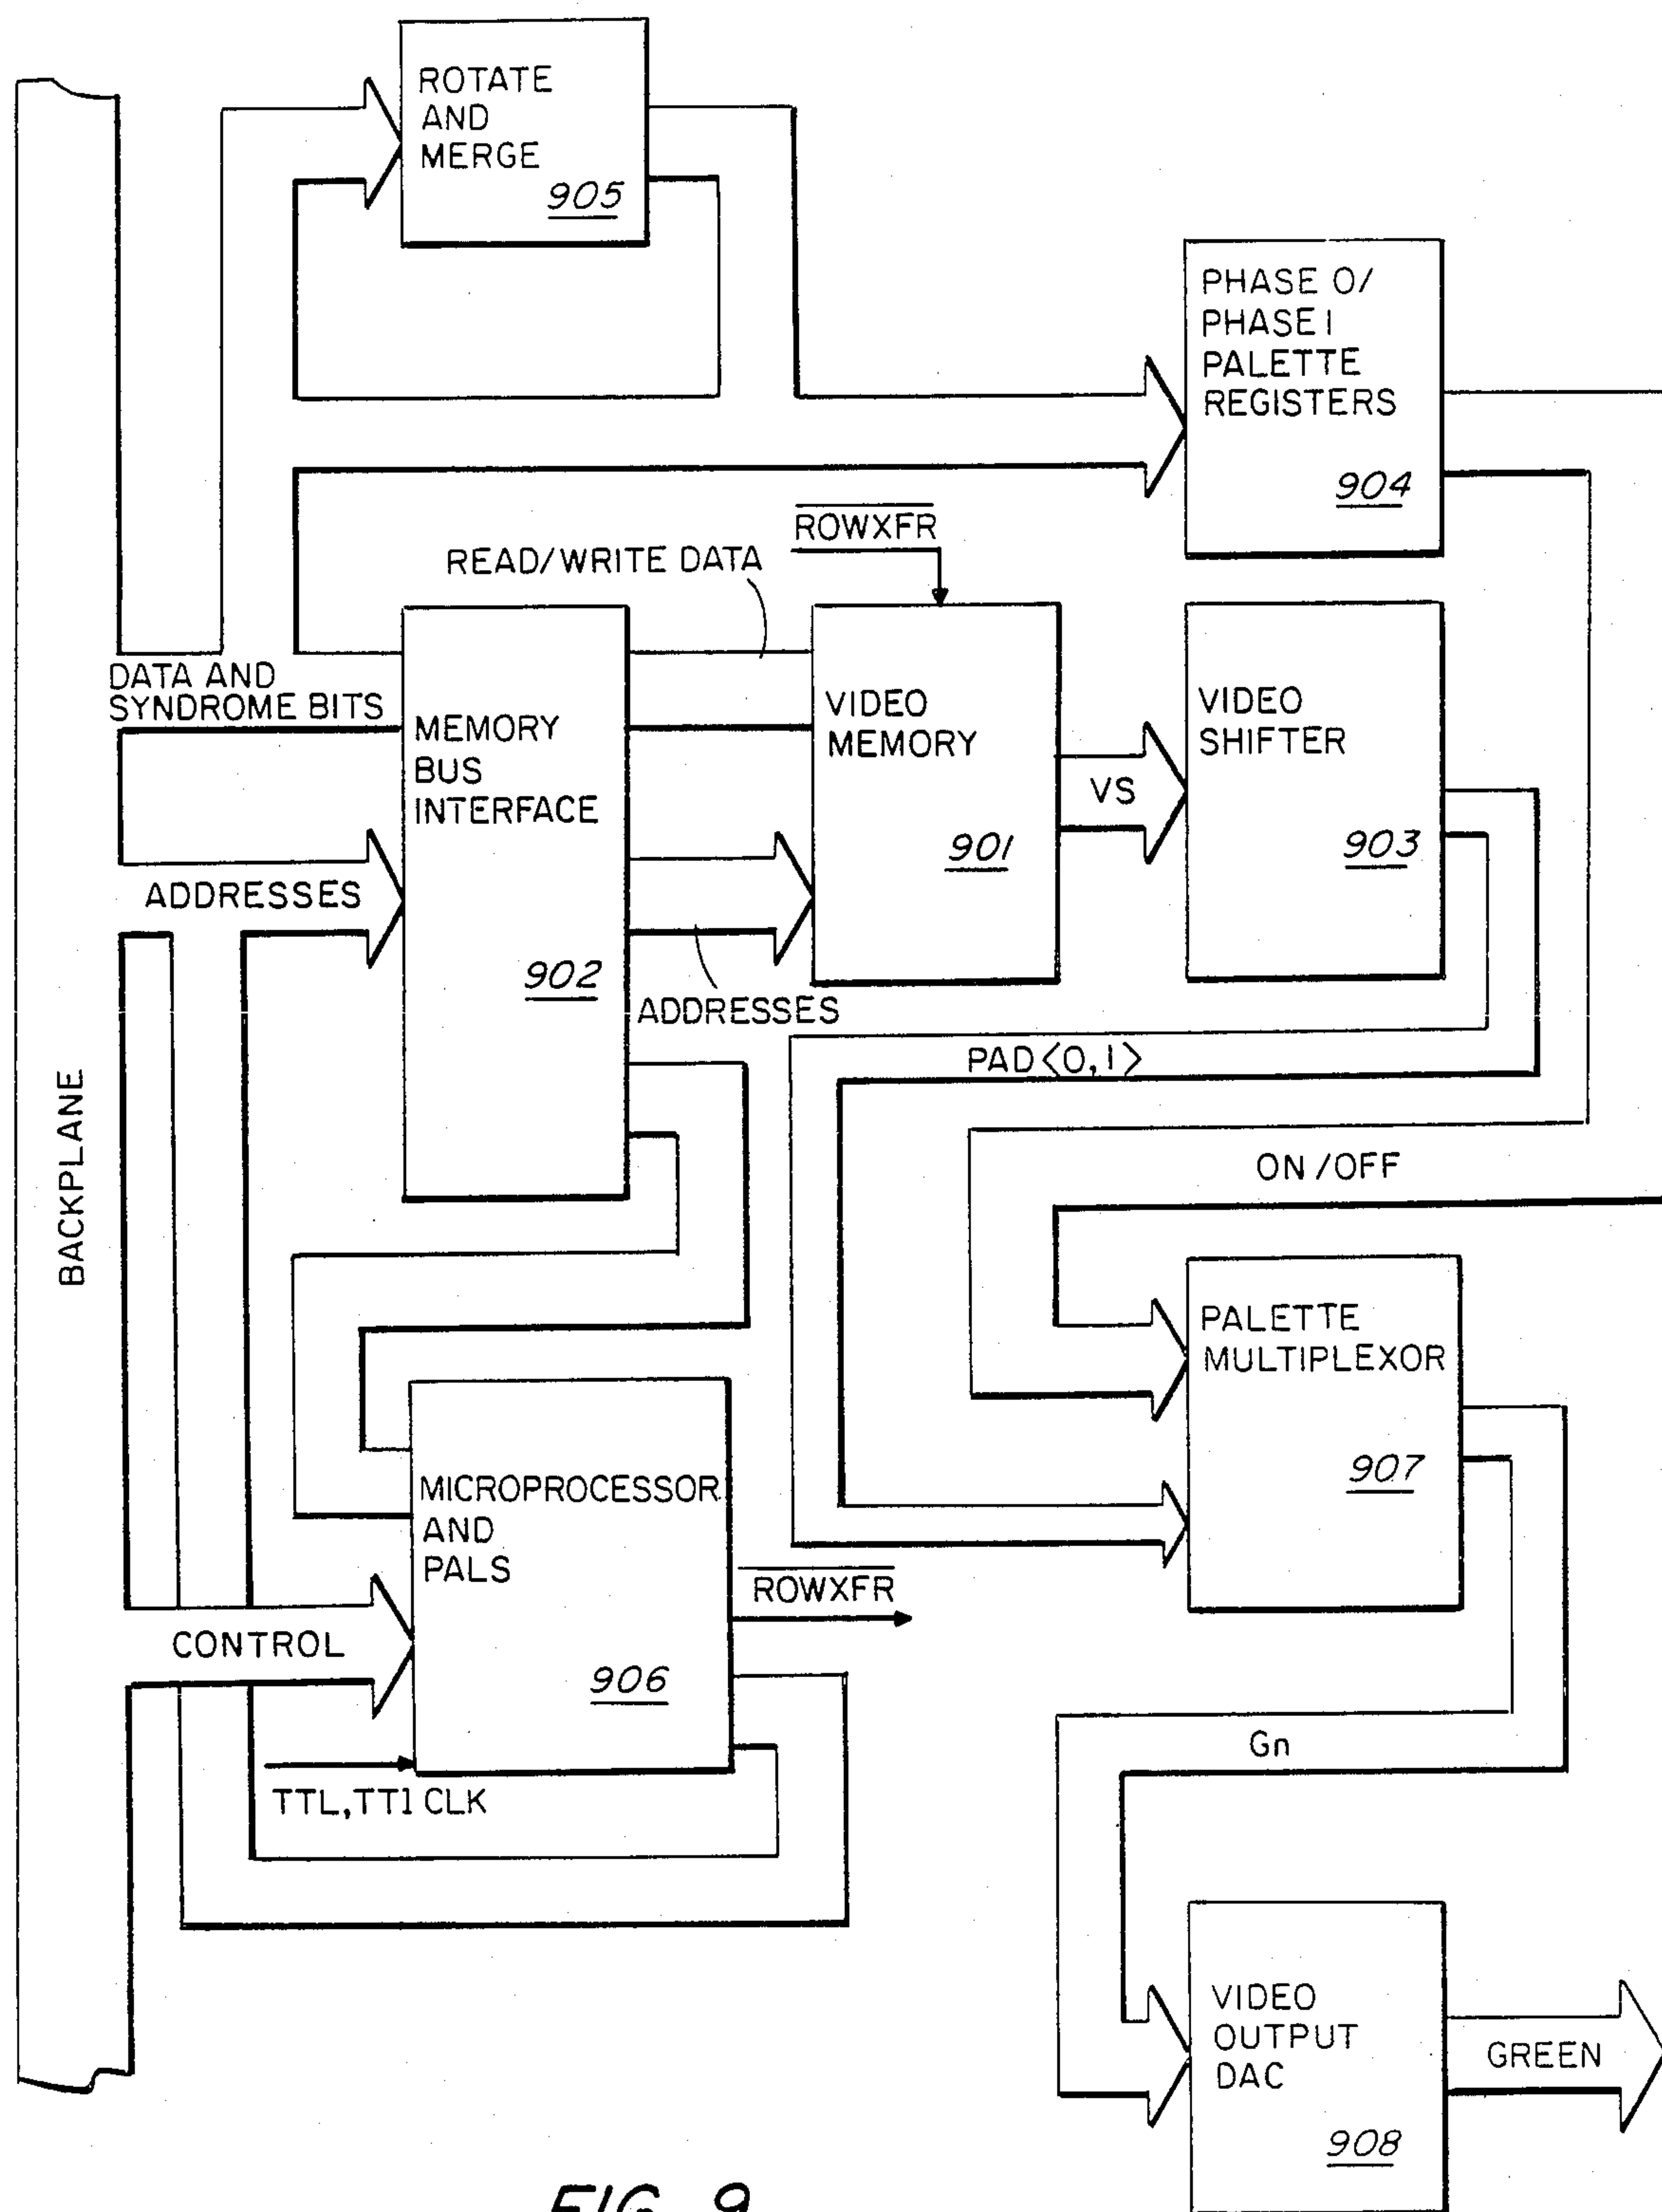 ROTATE
AND
MERGE
905
PHASE 0/
PHASE 1
PALETTE
REGISTERS
904
ROWXFR
READ/WRITE DATA
DATA AND
SYNDROME BITS
MEMORY
BUS
INTERFACE
902
VIDEO
MEMORY
901
VS
VIDEO
SHIFTER
903
ADDRESSES
ADDRESSES
PAD<0,1>
BACKPLANE
ON/OFF
PALETTE
MULTIPLEXOR
907
MICROPROCESSOR
AND
PALS
906
ROWXFR
CONTROL
TTL,TT1 CLK
Gn
VIDEO
OUTPUT
DAC
908
GREEN
FIG. 9